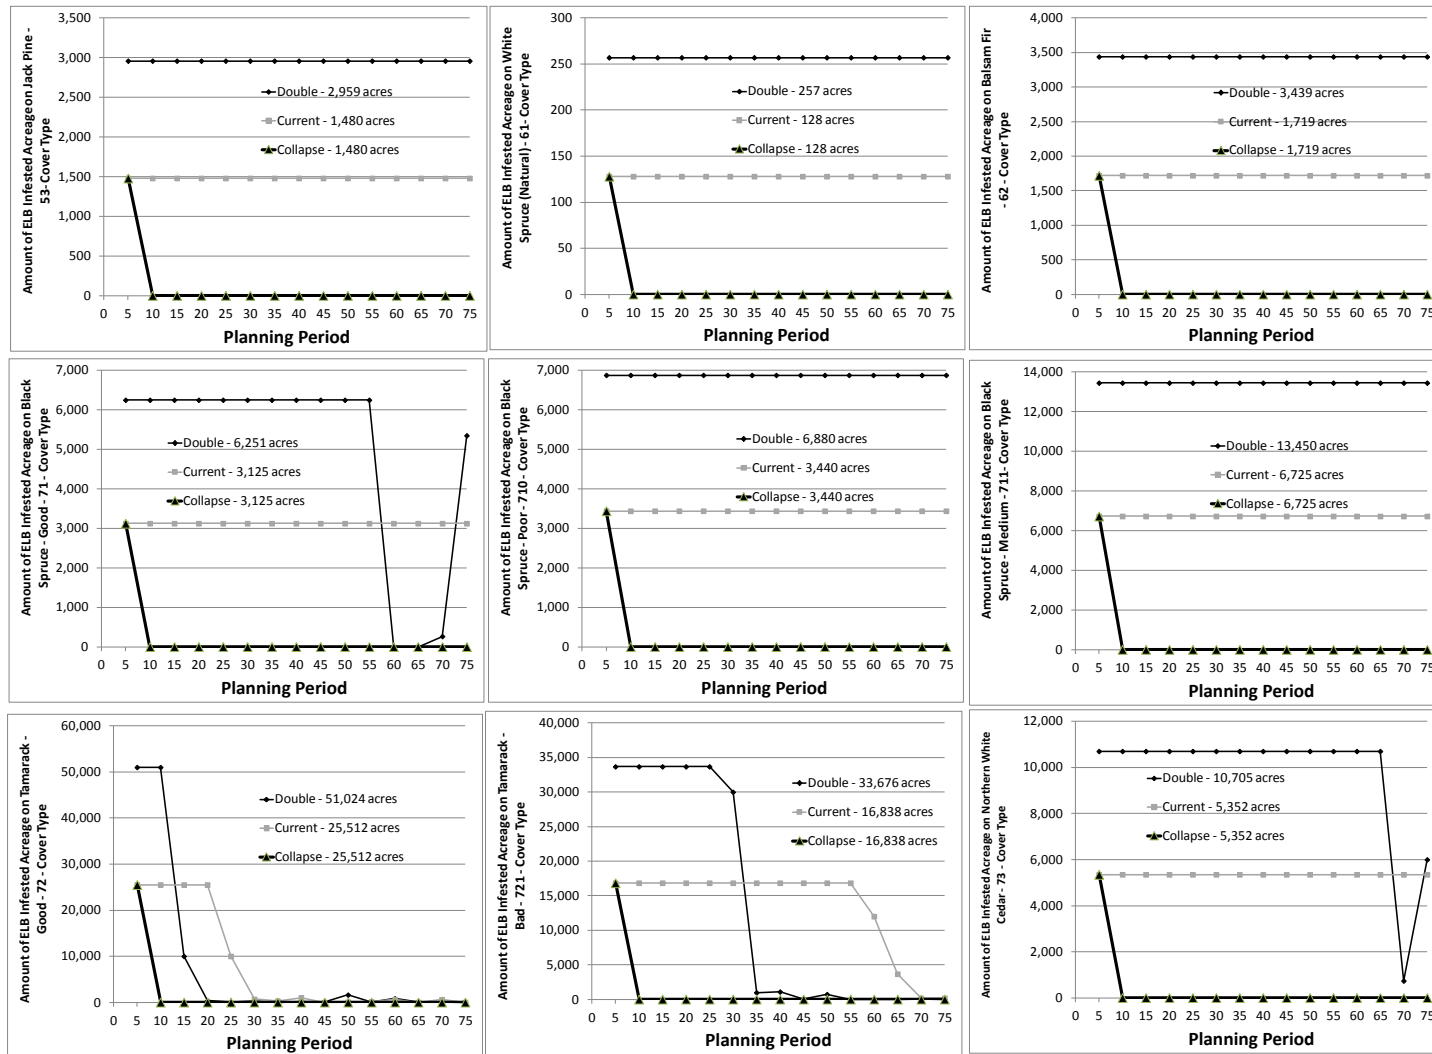 Amount of ELB Infested Acreage on Jack Pine -
53- Cover Type
3,500
3,000
2,500
2,000
1,500
1,000
500
0
Double - 2,959 acres
Current - 1,480 acres
Collapse - 1,480 acres
0 5 10 15 20 25 30 35 40 45 50 55 60 65 70 75
Planning Period
Amount of ELB Infested Acreage on White
Spruce (Natural) - 61- Cover Type
300
250
200
150
100
50
0
Double - 257 acres
Current - 128 acres
Collapse - 128 acres
0 5 10 15 20 25 30 35 40 45 50 55 60 65 70 75
Planning Period
Amount of ELB Infested Acreage on Balsam Fir
- 62 - Cover Type
4,000
3,500
3,000
2,500
2,000
1,500
1,000
500
0
Double - 3,439 acres
Current - 1,719 acres
Collapse - 1,719 acres
0 5 10 15 20 25 30 35 40 45 50 55 60 65 70 75
Planning Period
Amount of ELB Infested Acreage on Black
Spruce - Good - 71 - Cover Type
7,000
6,000
5,000
4,000
3,000
2,000
1,000
0
Double - 6,251 acres
Current - 3,125 acres
Collapse - 3,125 acres
0 5 10 15 20 25 30 35 40 45 50 55 60 65 70 75
Planning Period
Amount of ELB Infested Acreage on Black
Spruce - Poor - 710 - Cover Type
7,000
6,000
5,000
4,000
3,000
2,000
1,000
0
Double - 6,880 acres
Current - 3,440 acres
Collapse - 3,440 acres
0 5 10 15 20 25 30 35 40 45 50 55 60 65 70 75
Planning Period
Amount of ELB Infested Acreage on Black
Spruce - Medium - 711- Cover Type
14,000
12,000
10,000
8,000
6,000
4,000
2,000
0
Double - 13,450 acres
Current - 6,725 acres
Collapse - 6,725 acres
0 5 10 15 20 25 30 35 40 45 50 55 60 65 70 75
Planning Period
Amount of ELB Infested Acreage on Tamarack -
Good - 72 - Cover Type
60,000
50,000
40,000
30,000
20,000
10,000
0
Double - 51,024 acres
Current - 25,512 acres
Collapse - 25,512 acres
0 5 10 15 20 25 30 35 40 45 50 55 60 65 70 75
Planning Period
Amount of ELB Infested Acreage on Tamarack -
Bad - 721 - Cover Type
40,000
35,000
30,000
25,000
20,000
15,000
10,000
5,000
0
Double - 33,676 acres
Current - 16,838 acres
Collapse - 16,838 acres
0 5 10 15 20 25 30 35 40 45 50 55 60 65 70 75
Planning Period
Amount of ELB Infested Acreage on Northern White
Cedar - 73 - Cover Type
12,000
10,000
8,000
6,000
4,000
2,000
0
Double - 10,705 acres
Current - 5,352 acres
Collapse - 5,352 acres
0 5 10 15 20 25 30 35 40 45 50 55 60 65 70 75
Planning Period